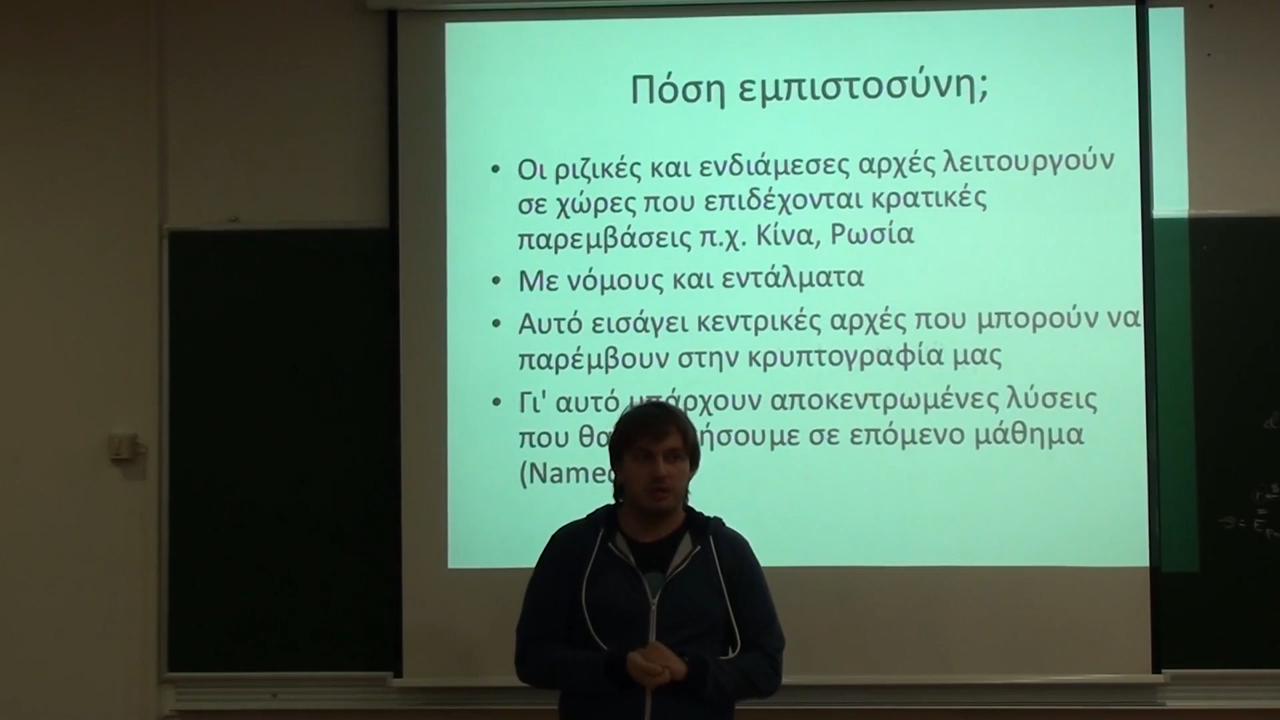 Πόση εμπιστοσύνη;
• Οι ριζικές και ενδιάμεσες αρχές λειτουργούν
σε χώρες που επιδέχονται κρατικές
παρεμβάσεις π.χ. Κίνα, Ρωσία
• Με νόμους και εντάλματα
• Αυτό εισάγει κεντρικές αρχές που μπορούν να
παρέμβουν στην κρυπτογραφία μας
• Γι' αυτό υπάρχουν αποκεντρωμένες λύσεις
που σε επόμενο μάθημα